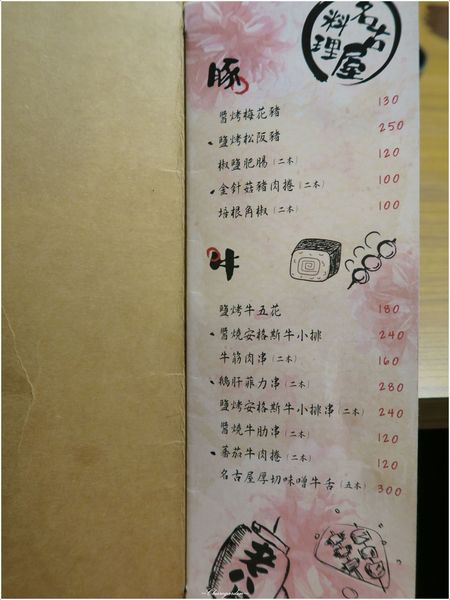 名古屋
料理
豚
醬烤梅花豬 130
鹽烤松阪豬 250
椒鹽肥腸(二本) 120
金針菇豬肉捲(二本) 100
培根角椒(二本) 100
牛
鹽烤牛五花 180
醬燒安格斯牛小排 240
牛筋肉串(二本) 160
鵝肝菲力串(二本) 280
鹽烤安格斯牛小排串(二本) 240
醬燒牛肋串(二本) 120
蕃茄牛肉捲(二本) 120
名古屋厚切味噌牛舌(五本) 300